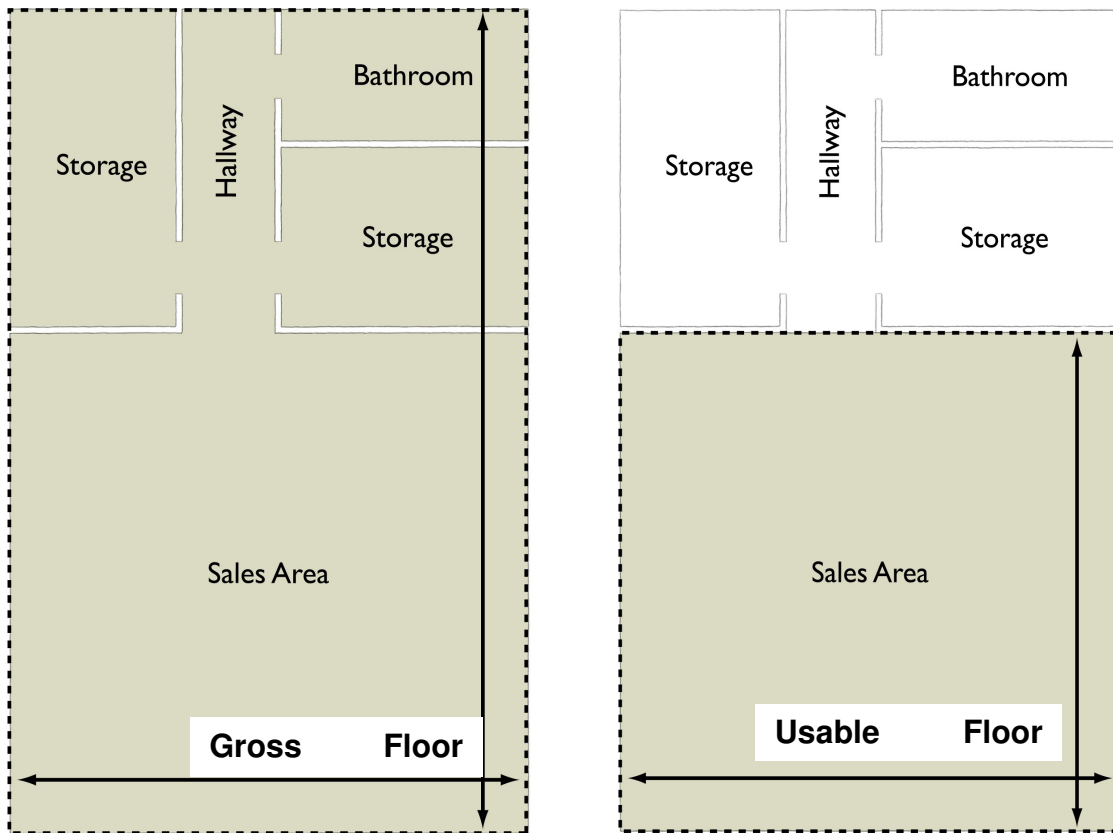 Bathroom
Storage
Hallway
Storage
Sales Area
Gross Floor
Bathroom
Storage
Hallway
Storage
Sales Area
Usable Floor